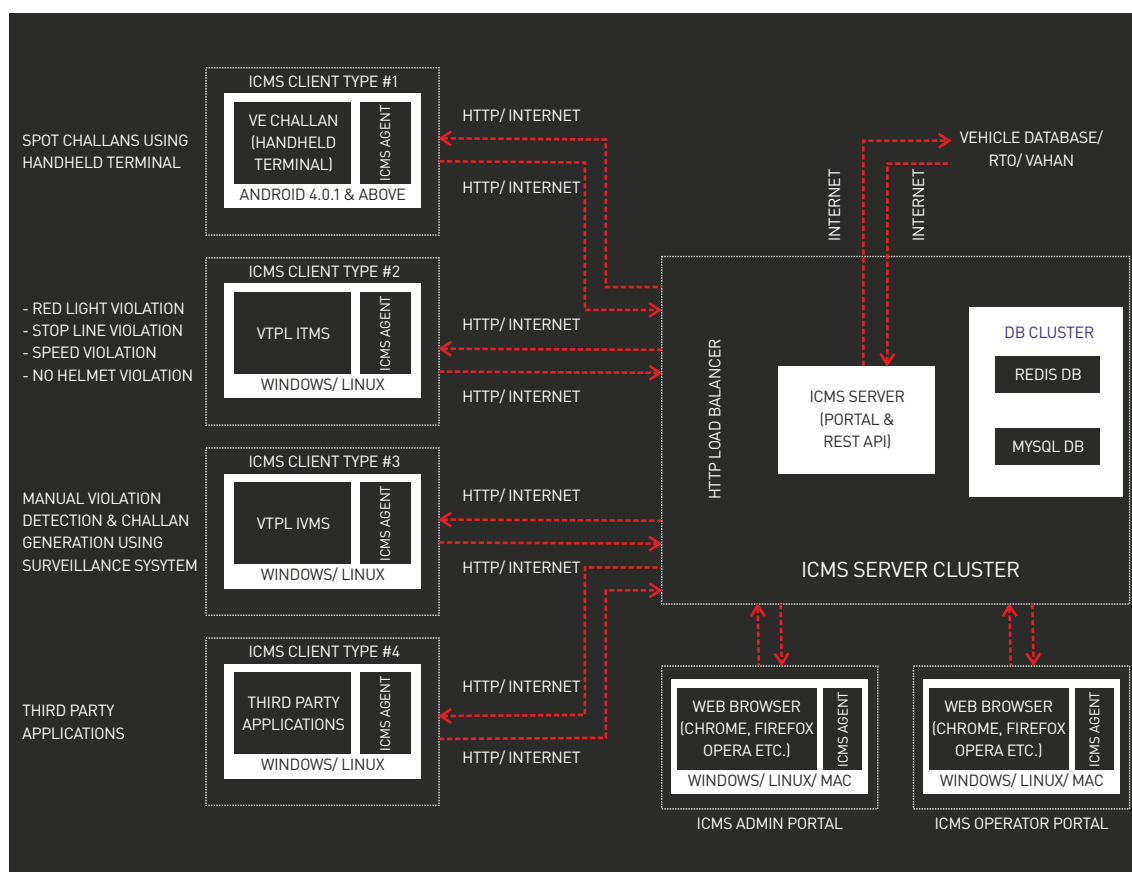 ICMS CLIENT TYPE #1
SPOT CHALLANS USING
HANDHELD TERMINAL
VE CHALLAN
(HANDHELD
TERMINAL)
ICMS AGENT
ANDROID 4.0.1 & ABOVE
HTTP/ INTERNET
HTTP/ INTERNET
VEHICLE DATABASE/
RTO/ VAHAN
INTERNET
INTERNET
ICMS CLIENT TYPE #2
- RED LIGHT VIOLATION
- STOP LINE VIOLATION
- SPEED VIOLATION
- NO HELMET VIOLATION
VTPL ITMS
ICMS AGENT
WINDOWS/ LINUX
HTTP/ INTERNET
HTTP/ INTERNET
HTTP LOAD BALANCER
ICMS SERVER
(PORTAL &
REST API)
DB CLUSTER
REDIS DB
MYSQL DB
ICMS SERVER CLUSTER
ICMS CLIENT TYPE #3
MANUAL VIOLATION
DETECTION & CHALLAN
GENERATION USING
SURVEILLANCE SYSYTEM
VTPL IVMS
ICMS AGENT
WINDOWS/ LINUX
HTTP/ INTERNET
HTTP/ INTERNET
ICMS CLIENT TYPE #4
THIRD PARTY
APPLICATIONS
THIRD PARTY
APPLICATIONS
ICMS AGENT
WINDOWS/ LINUX
HTTP/ INTERNET
HTTP/ INTERNET
WEB BROWSER
(CHROME, FIREFOX
OPERA ETC.)
ICMS AGENT
WINDOWS/ LINUX/ MAC
ICMS ADMIN PORTAL
WEB BROWSER
(CHROME, FIREFOX
OPERA ETC.)
ICMS AGENT
WINDOWS/ LINUX/ MAC
ICMS OPERATOR PORTAL